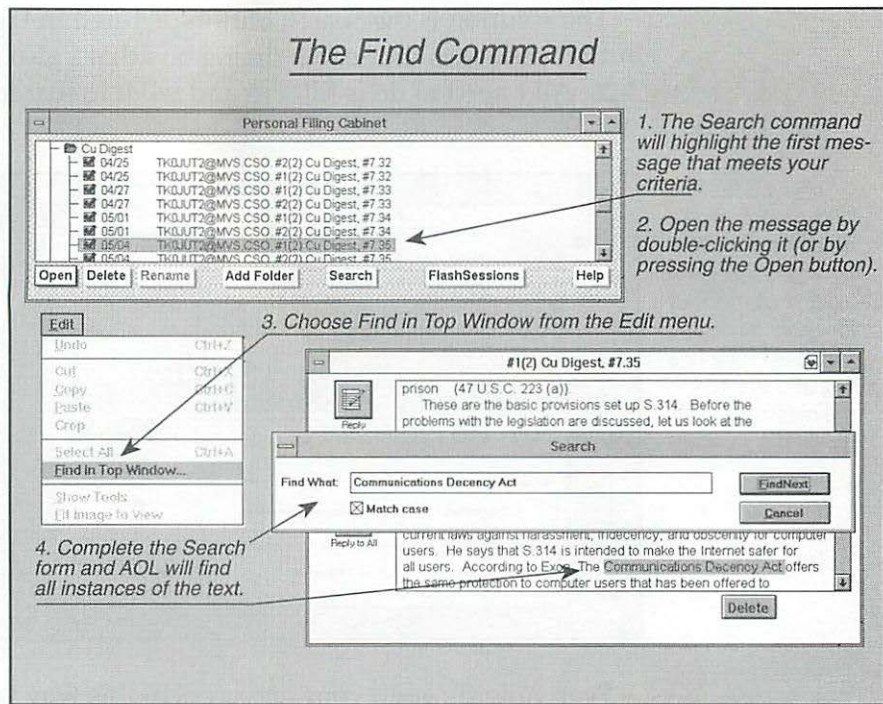 The Find Command
Personal Filing Cabinet
Cu Digest
04/25 TK0JUT2@MVS.CSO. #2(2) Cu Digest, #7.32
04/25 TK0JUT2@MVS.CSO. #1(2) Cu Digest, #7.32
04/27 TK0JUT2@MVS.CSO. #1(2) Cu Digest, #7.33
04/27 TK0JUT2@MVS.CSO. #2(2) Cu Digest, #7.33
05/01 TK0JUT2@MVS.CSO. #1(2) Cu Digest, #7.34
05/01 TK0JUT2@MVS.CSO. #2(2) Cu Digest, #7.34
05/04 TK0JUT2@MVS.CSO. #1(2) Cu Digest, #7.35
05/04 TK0JUT2@MVS.CSO. #2(2) Cu Digest, #7.35
Open Delete Rename Add Folder Search FlashSessions Help
1. The Search command
will highlight the first mes-
sage that meets your
criteria.
2. Open the message by
double-clicking it (or by
pressing the Open button).
3. Choose Find in Top Window from the Edit menu.
Edit
Undo Ctrl+Z
Cut Ctrl+X
Copy Ctrl+C
Paste Ctrl+V
Crop
Select All Ctrl+A
Find in Top Window...
Show Tools
Fit Image to View
4. Complete the Search
form and AOL will find
all instances of the text.
#1(2) Cu Digest, #7.35
Reply
prison (47 U.S.C. 223 (a))
These are the basic provisions set up S.314. Before the
problems with the legislation are discussed, let us look at the
Search
Find What: Communications Decency Act
FindNext
Match case
Cancel
Reply to All
current laws against harassment, indecency, and obscenity for computer
users. He says that S.314 is intended to make the Internet safer for
all users. According to Exon, The Communications Decency Act offers
the same protection to computer users that has been offered to
Delete